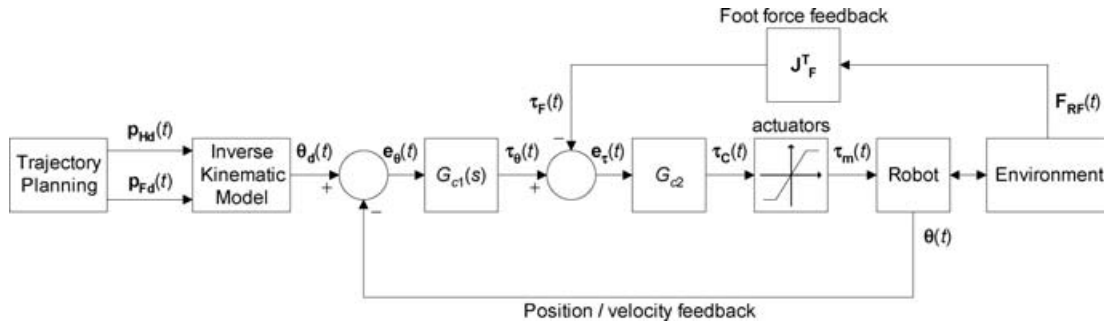 Foot force feedback
J^T_F
τ_F(t)
F_RF(t)
actuators
p_Hd(t)
p_Fd(t)
Trajectory
Planning
Inverse
Kinematic
Model
θ_d(t)
+
−
e_θ(t)
G_c1(s)
τ_θ(t)
+
−
e_τ(t)
G_c2
τ_C(t)
τ_m(t)
Robot
Environment
θ(t)
Position / velocity feedback